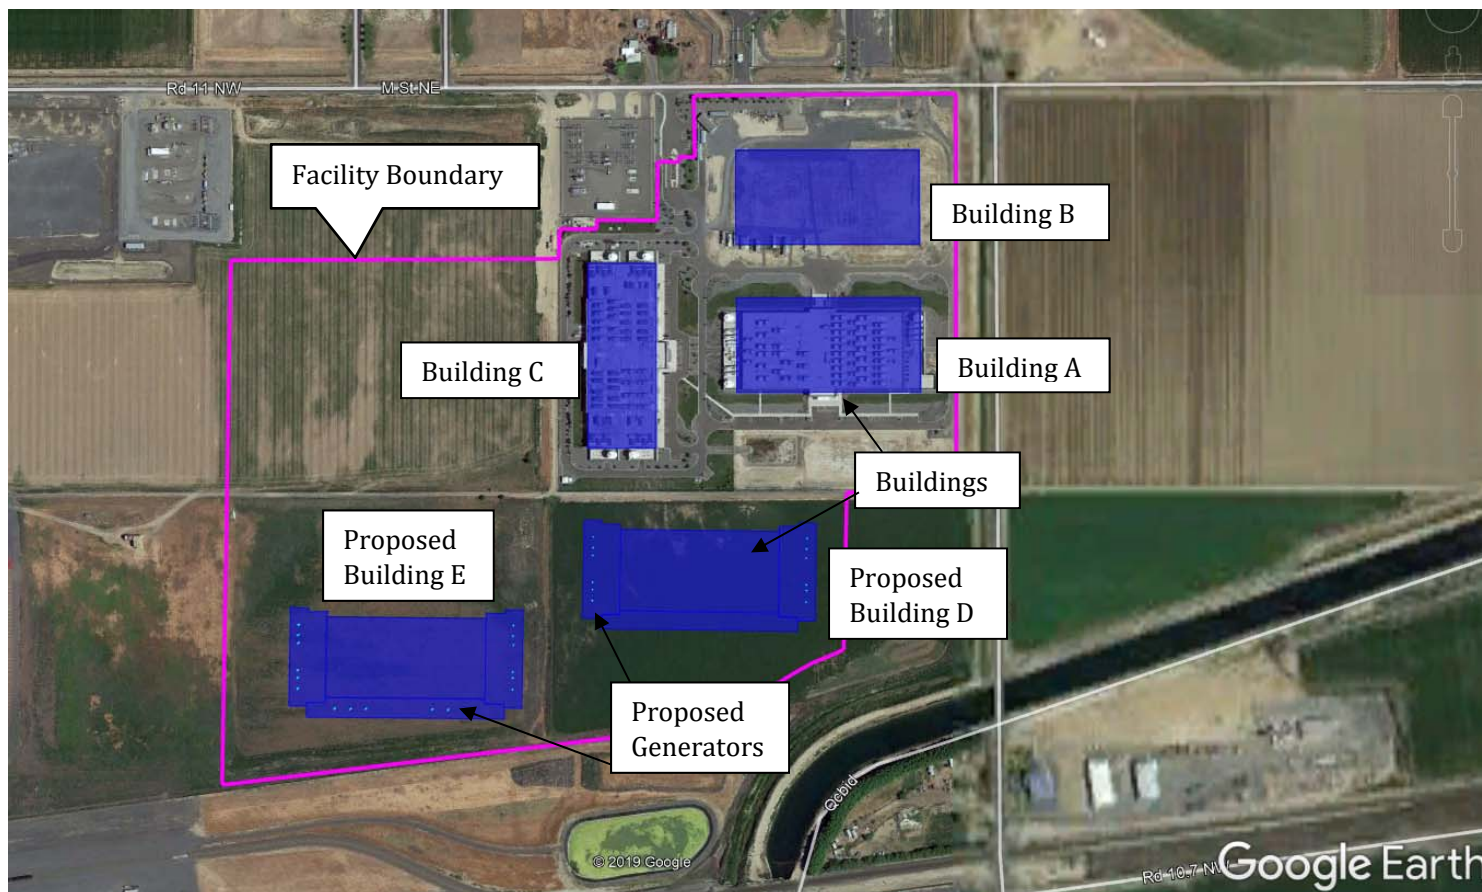 Rd 11 NW
M St NE
Facility Boundary
Building B
Building C
Building A
Buildings
Proposed
Building E
Proposed
Building D
Proposed
Generators
Qcbid
© 2019 Google
Rd 10.7 NW
Google Earth